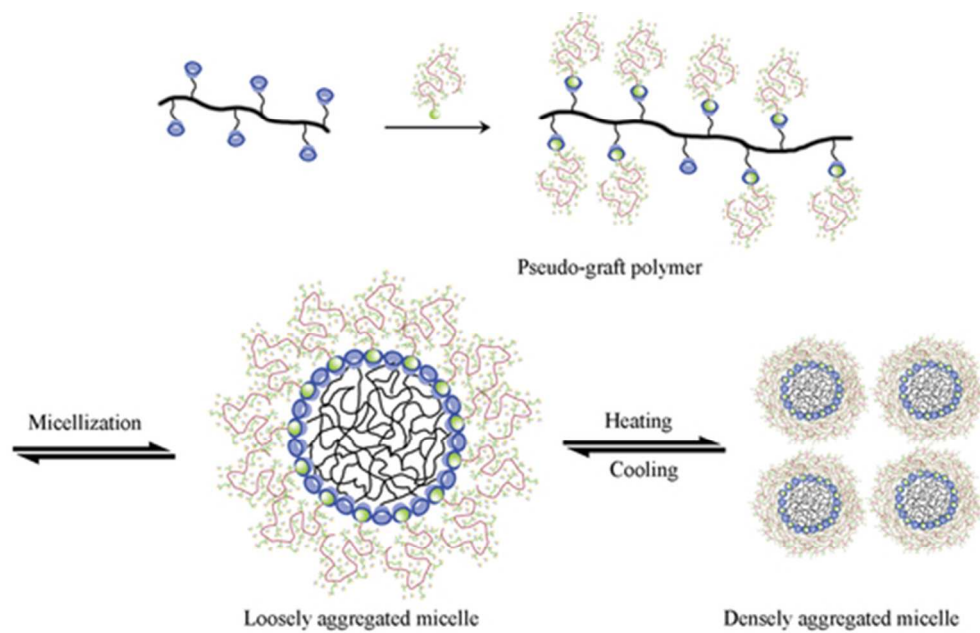 Pseudo-graft polymer
Micellization
Heating
Cooling
Loosely aggregated micelle
Densely aggregated micelle